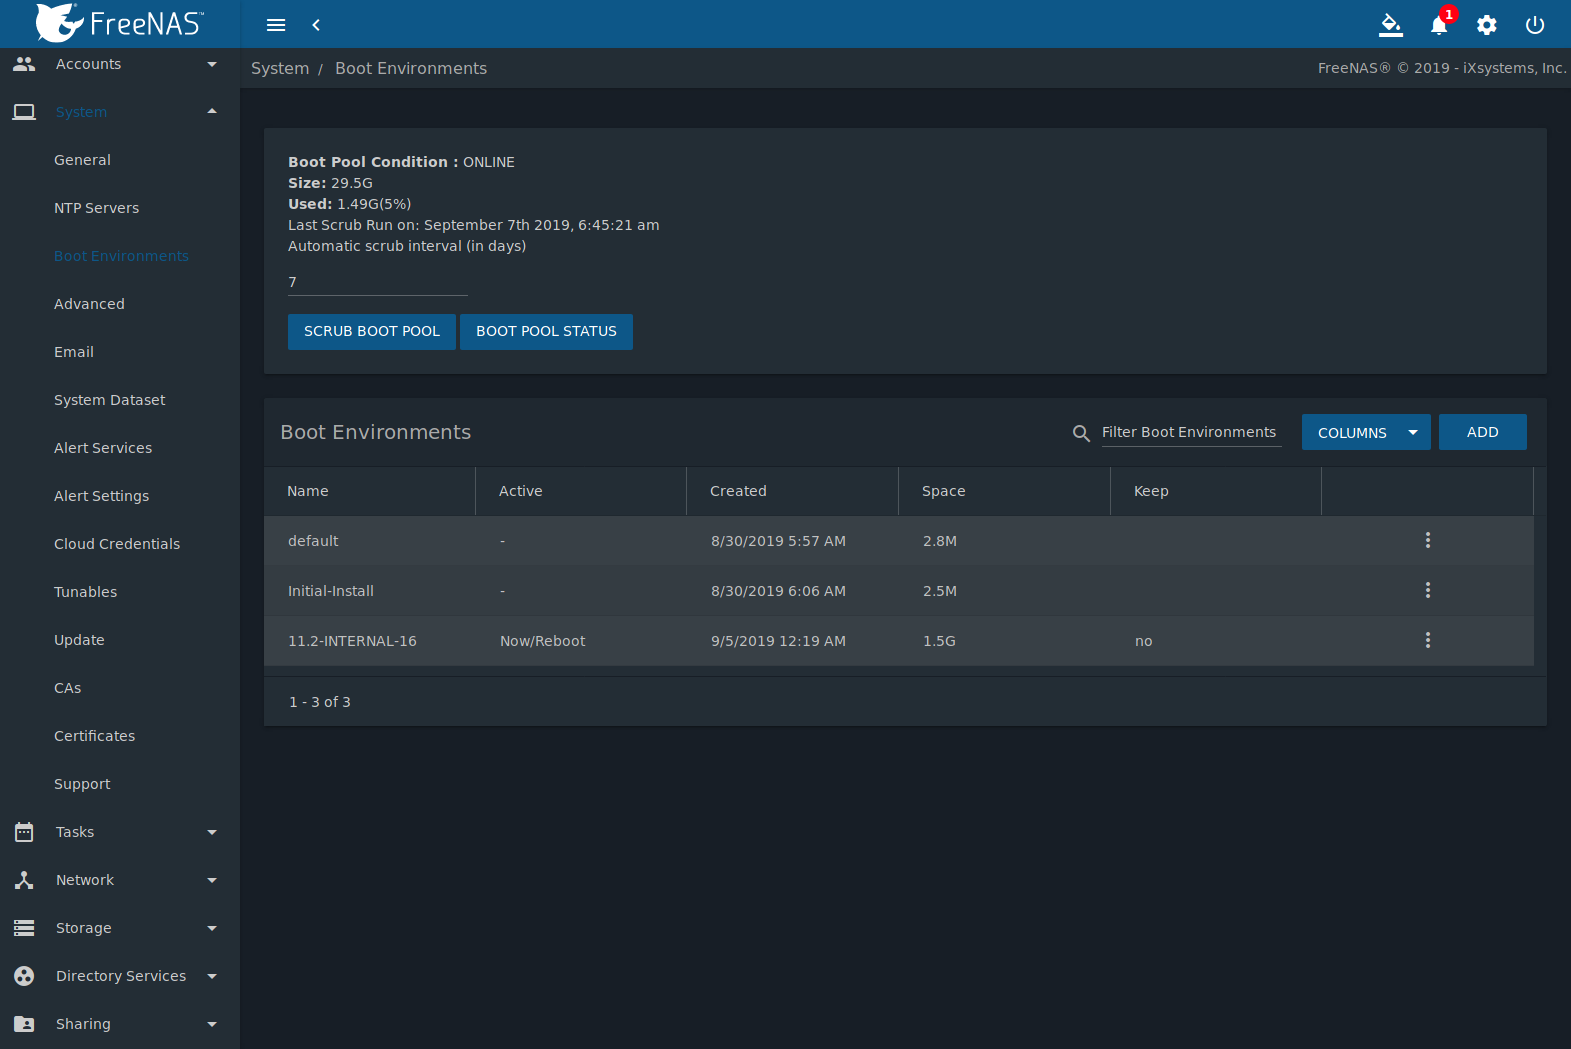 FreeNAS™
1
System / Boot Environments
FreeNAS® © 2019 - iXsystems, Inc.
Accounts
System
General
NTP Servers
Boot Environments
Advanced
Email
System Dataset
Alert Services
Alert Settings
Cloud Credentials
Tunables
Update
CAs
Certificates
Support
Tasks
Network
Storage
Directory Services
Sharing
Boot Pool Condition : ONLINE
Size: 29.5G
Used: 1.49G(5%)
Last Scrub Run on: September 7th 2019, 6:45:21 am
Automatic scrub interval (in days)
7
SCRUB BOOT POOL BOOT POOL STATUS
Boot Environments Filter Boot Environments COLUMNS ADD
Name Active Created Space Keep
default - 8/30/2019 5:57 AM 2.8M
Initial-Install - 8/30/2019 6:06 AM 2.5M
11.2-INTERNAL-16 Now/Reboot 9/5/2019 12:19 AM 1.5G no
1 - 3 of 3